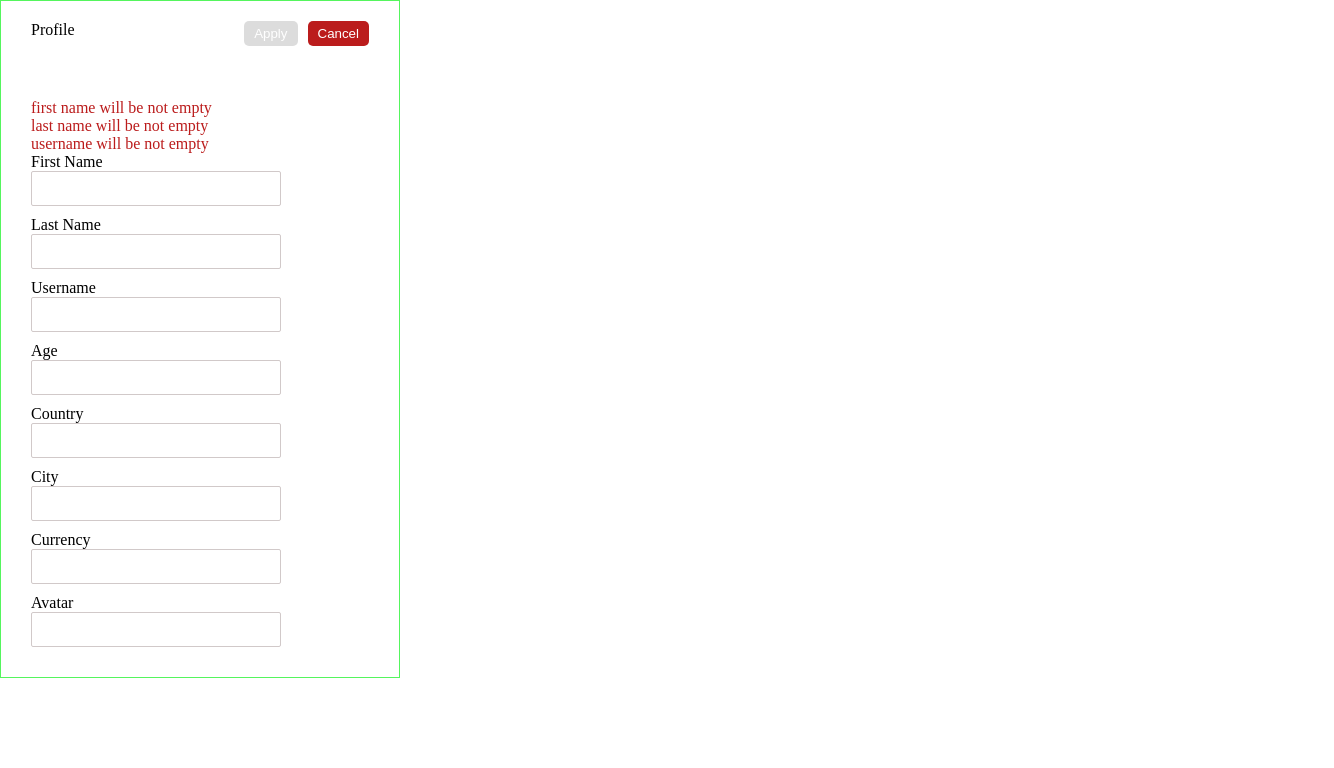 Profile
Apply
Cancel
first name will be not empty
last name will be not empty
username will be not empty
First Name
Last Name
Username
Age
Country
City
Currency
Avatar